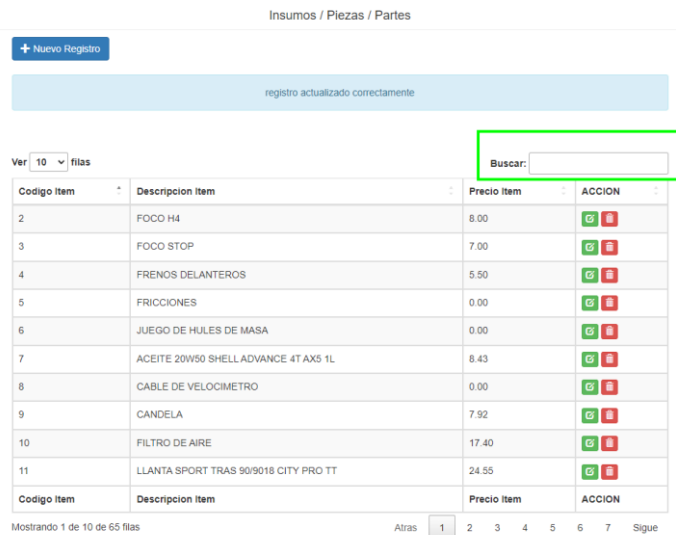 Insumos / Piezas / Partes
+ Nuevo Registro
registro actualizado correctamente
Ver 10 filas Buscar:
Codigo Item Descripcion Item Precio Item ACCION
2 FOCO H4 8.00
3 FOCO STOP 7.00
4 FRENOS DELANTEROS 5.50
5 FRICCIONES 0.00
6 JUEGO DE HULES DE MASA 0.00
7 ACEITE 20W50 SHELL ADVANCE 4T AX5 1L 8.43
8 CABLE DE VELOCIMETRO 0.00
9 CANDELA 7.92
10 FILTRO DE AIRE 17.40
11 LLANTA SPORT TRAS 90/9018 CITY PRO TT 24.55
Codigo Item Descripcion Item Precio Item ACCION
Mostrando 1 de 10 de 65 filas Atras 1 2 3 4 5 6 7 Sigue